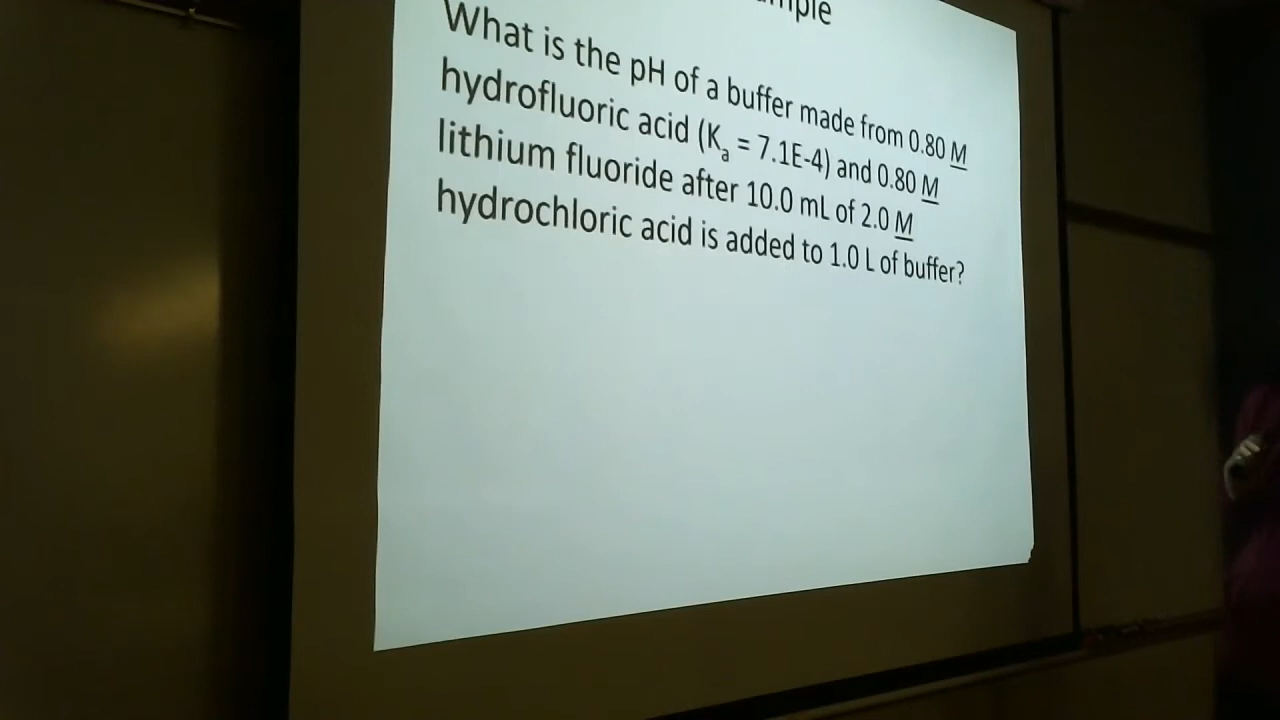 What is the pH of a buffer made from 0.80 M
hydrofluoric acid (Ka = 7.1E-4) and 0.80 M
lithium fluoride after 10.0 mL of 2.0 M
hydrochloric acid is added to 1.0 L of buffer?